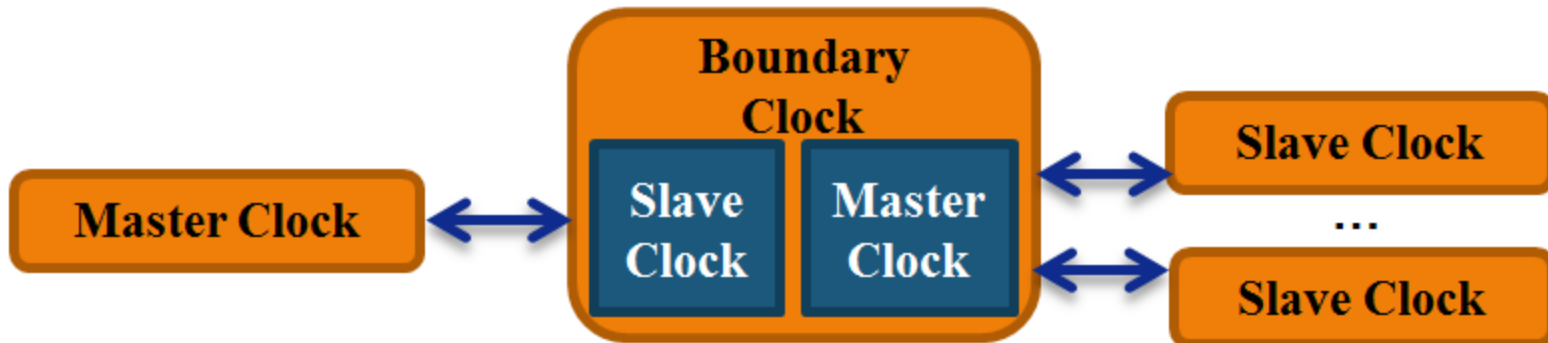 Boundary
Clock
Master Clock
Slave
Clock
Master
Clock
Slave Clock
...
Slave Clock